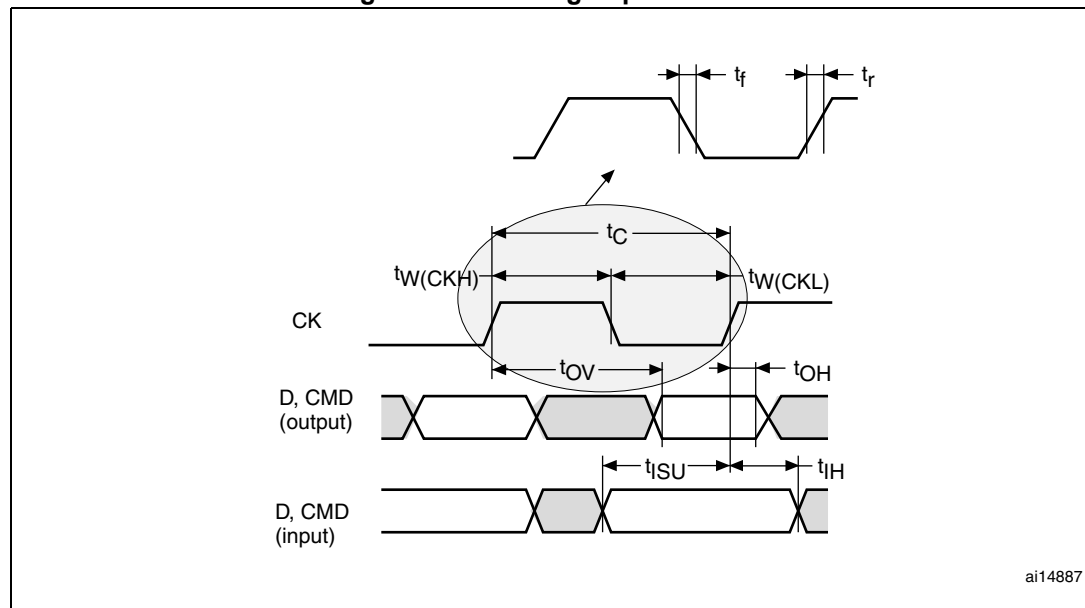 tf
tr
tC
tW(CKH)
tW(CKL)
CK
tOV
tOH
D, CMD
(output)
tISU
tIH
D, CMD
(input)
ai14887